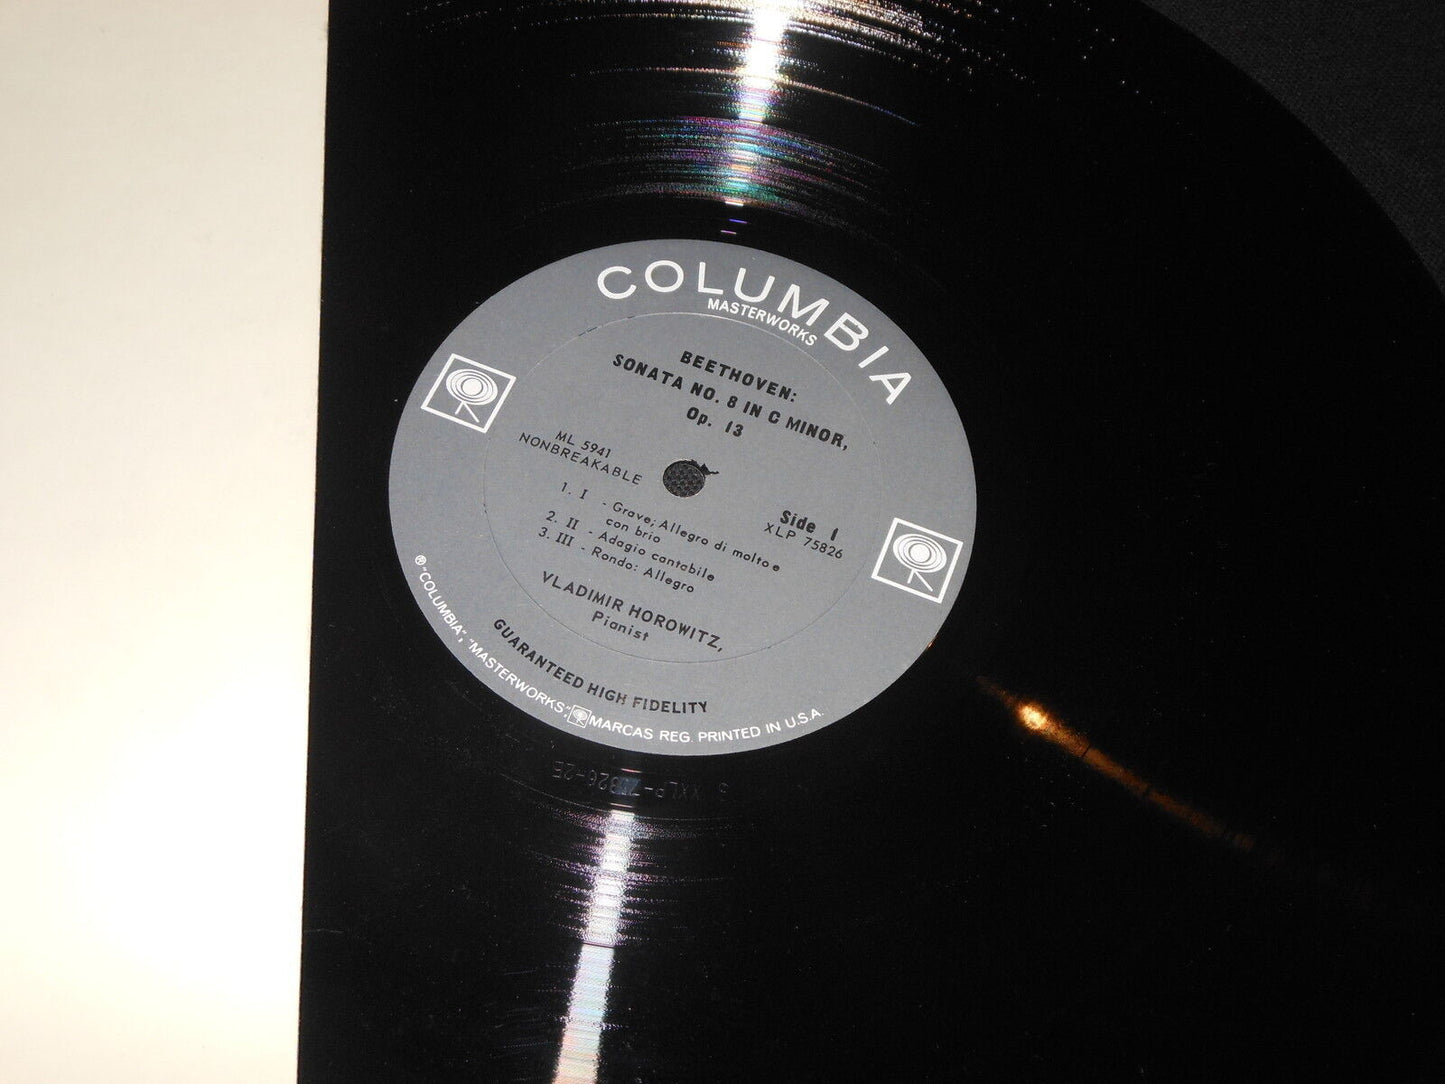 COLUMBIA
MASTERWORKS
BEETHOVEN:
SONATA NO. 8 IN C MINOR,
Op. 13
ML 5941
NONBREAKABLE
Side 1
XLP 75826
1. I - Grave; Allegro di molto e
con brio
2. II - Adagio cantabile
3. III - Rondo: Allegro
VLADIMIR HOROWITZ,
Pianist
GUARANTEED HIGH FIDELITY
® "COLUMBIA", "MASTERWORKS", MARCAS REG. PRINTED IN U.S.A.